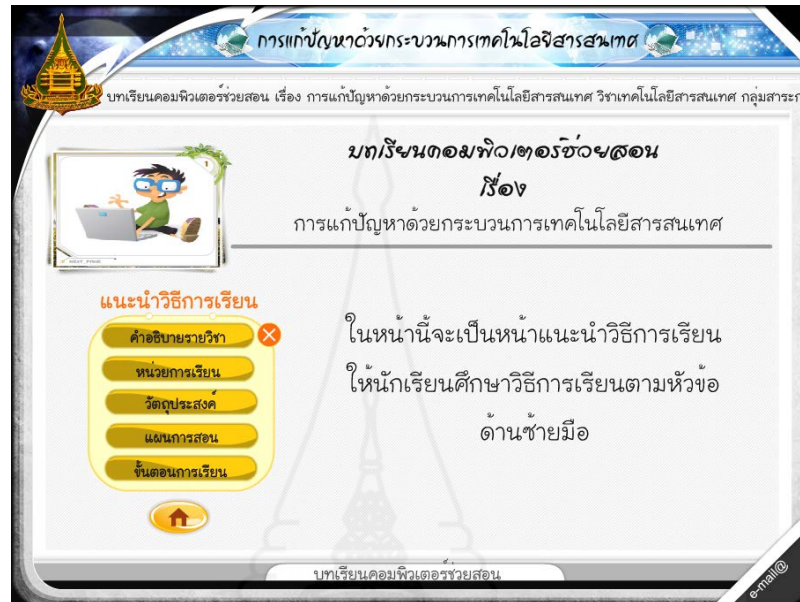 การแก้ปัญหาด้วยกระบวนการเทคโนโลยีสารสนเทศ
บทเรียนคอมพิวเตอร์ช่วยสอน เรื่อง การแก้ปัญหาด้วยกระบวนการเทคโนโลยีสารสนเทศ วิชาเทคโนโลยีสารสนเทศ กลุ่มสาระก
บทเรียนคอมพิวเตอร์ช่วยสอน
เรื่อง
การแก้ปัญหาด้วยกระบวนการเทคโนโลยีสารสนเทศ
1
แนะนำวิธีการเรียน
คำอธิบายรายวิชา
หน่วยการเรียน
วัตถุประสงค์
แผนการสอน
ขั้นตอนการเรียน
ในหน้านี้จะเป็นหน้าแนะนำวิธีการเรียน
ให้นักเรียนศึกษาวิธีการเรียนตามหัวข้อ
ด้านซ้ายมือ
บทเรียนคอมพิวเตอร์ช่วยสอน
e-mail@